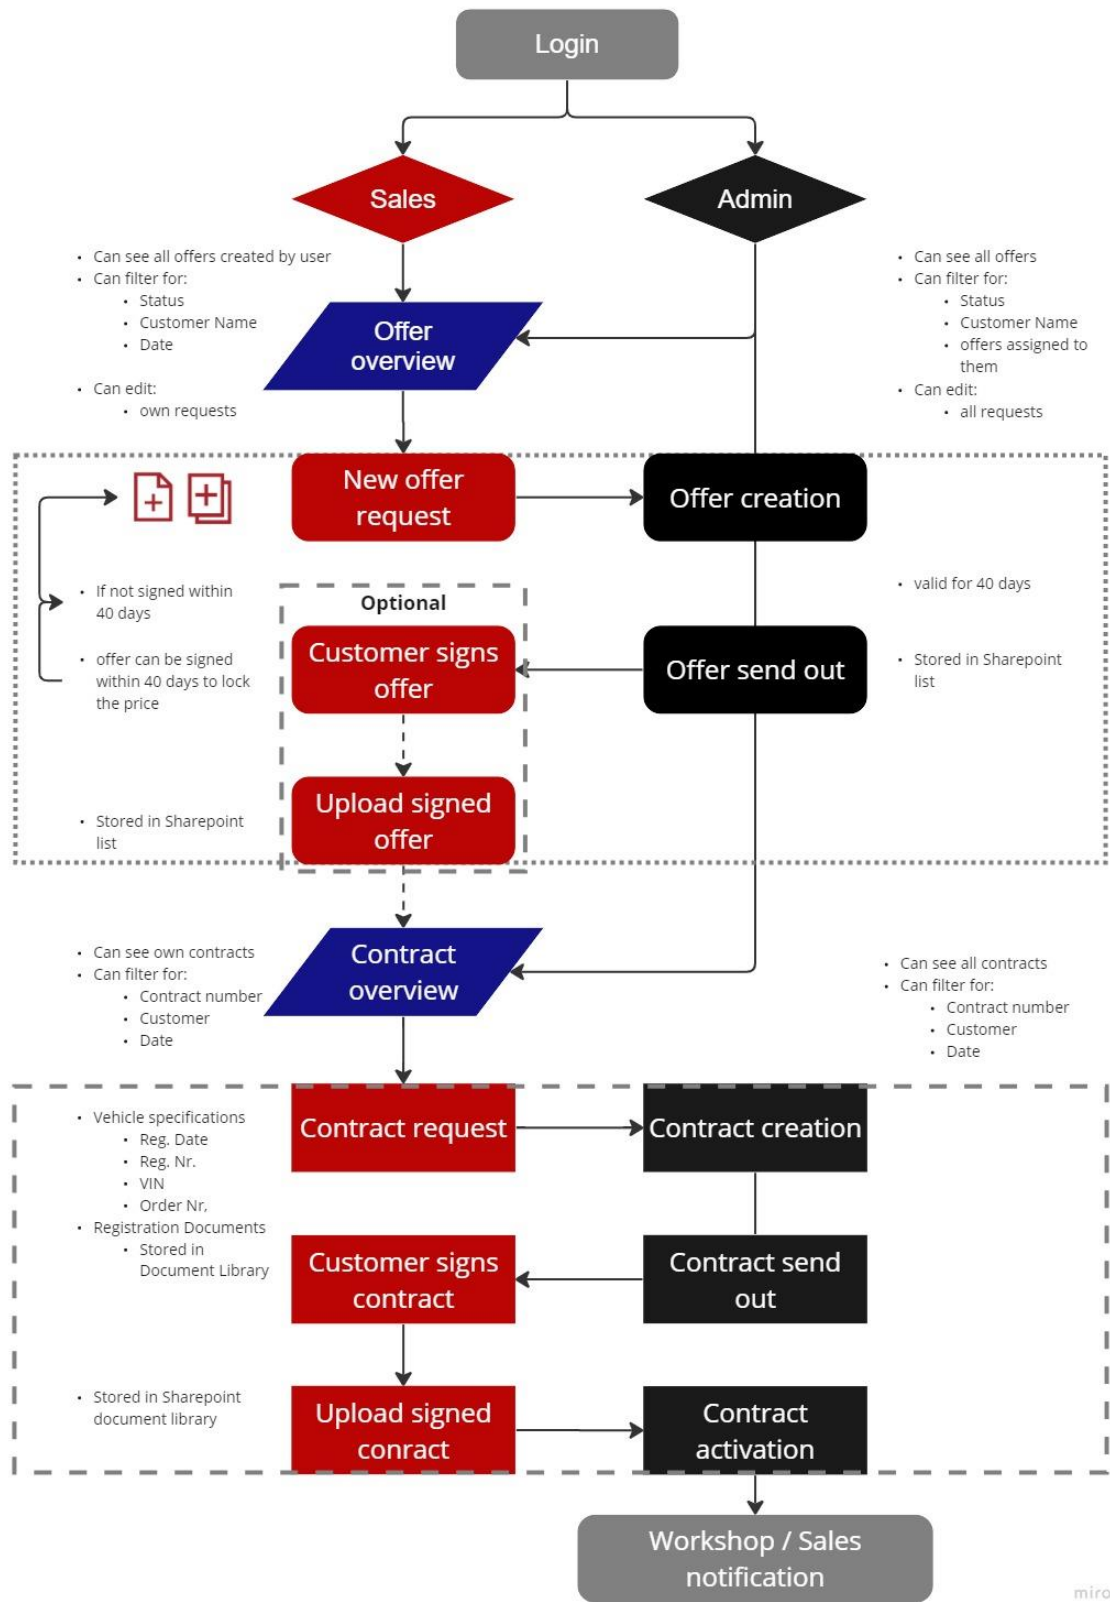 Login
Sales
Admin
Can see all offers created by user
Can filter for:
Status
Customer Name
Date
Can edit:
own requests
Can see all offers
Can filter for:
Status
Customer Name
offers assigned to
them
Can edit:
all requests
Offer
overview
New offer
request
Offer creation
If not signed within
40 days
offer can be signed
within 40 days to lock
the price
Optional
Customer signs
offer
Offer send out
valid for 40 days
Stored in Sharepoint
list
Upload signed
offer
Stored in Sharepoint
list
Can see own contracts
Can filter for:
Contract number
Customer
Date
Contract
overview
Can see all contracts
Can filter for:
Contract number
Customer
Date
Vehicle specifications
Reg. Date
Reg. Nr.
VIN
Order Nr,
Registration Documents
Stored in
Document Library
Contract request
Contract creation
Customer signs
contract
Contract send
out
Stored in Sharepoint
document library
Upload signed
conract
Contract
activation
Workshop / Sales
notification
miro